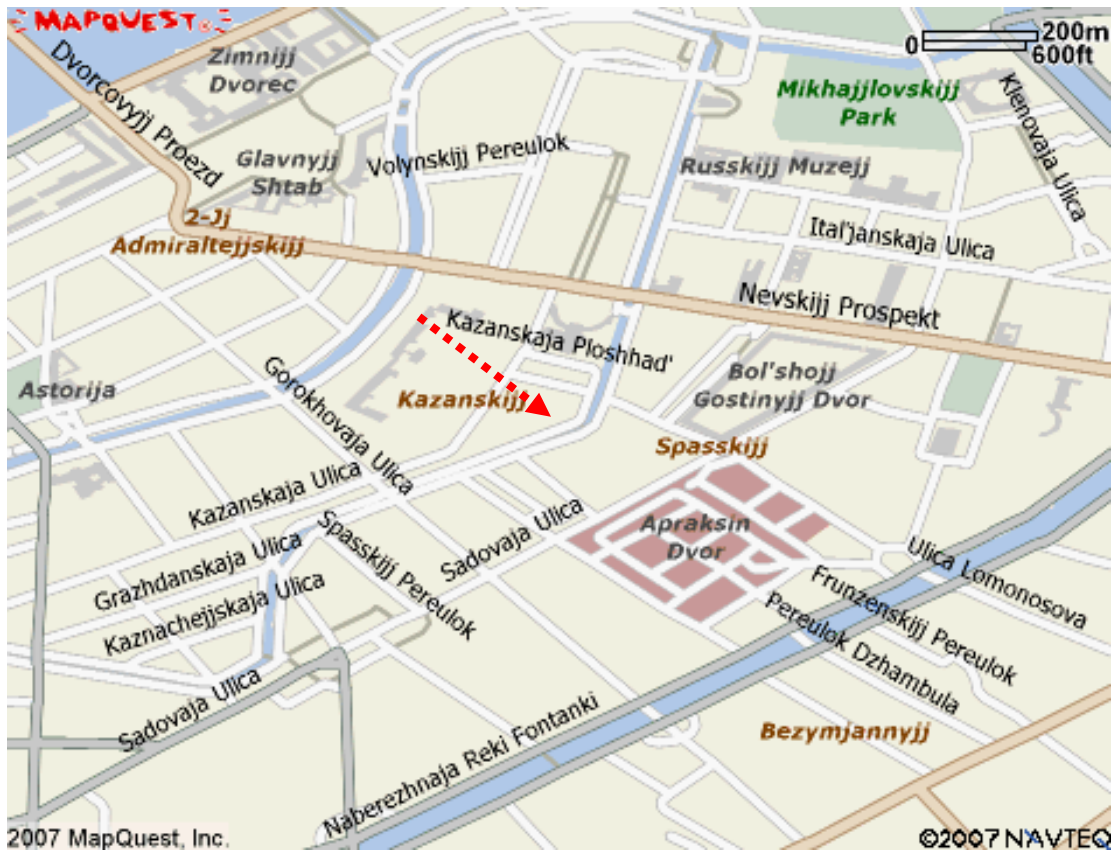 MAPQUEST
200m
0
600ft
Zimnijj
Dvorec
Dvorcovyjj Proezd
Mikhajjlovskijj
Park
Klenovaja Ulica
Glavnyjj
Shtab
Volynskijj Pereulok
Russkijj Muzejj
2-Jj
Admiraltejjskijj
Ital'janskaja Ulica
Nevskijj Prospekt
Kazanskaja Ploshhad'
Astorija
Gorokhovaja Ulica
Kazanskijj
Bol'shojj
Gostinyjj Dvor
Spasskijj
Kazanskaja Ulica
Spasskijj Pereulok
Sadovaja Ulica
Apraksin
Dvor
Grazhdanskaja Ulica
Kaznachejjskaja Ulica
Ulica Lomonosova
Frunzenskijj Pereulok
Pereulok Dzhambula
Sadovaja Ulica
Naberezhnaja Reki Fontanki
Bezymjannyjj
2007 MapQuest, Inc.
©2007 NAVTEQ